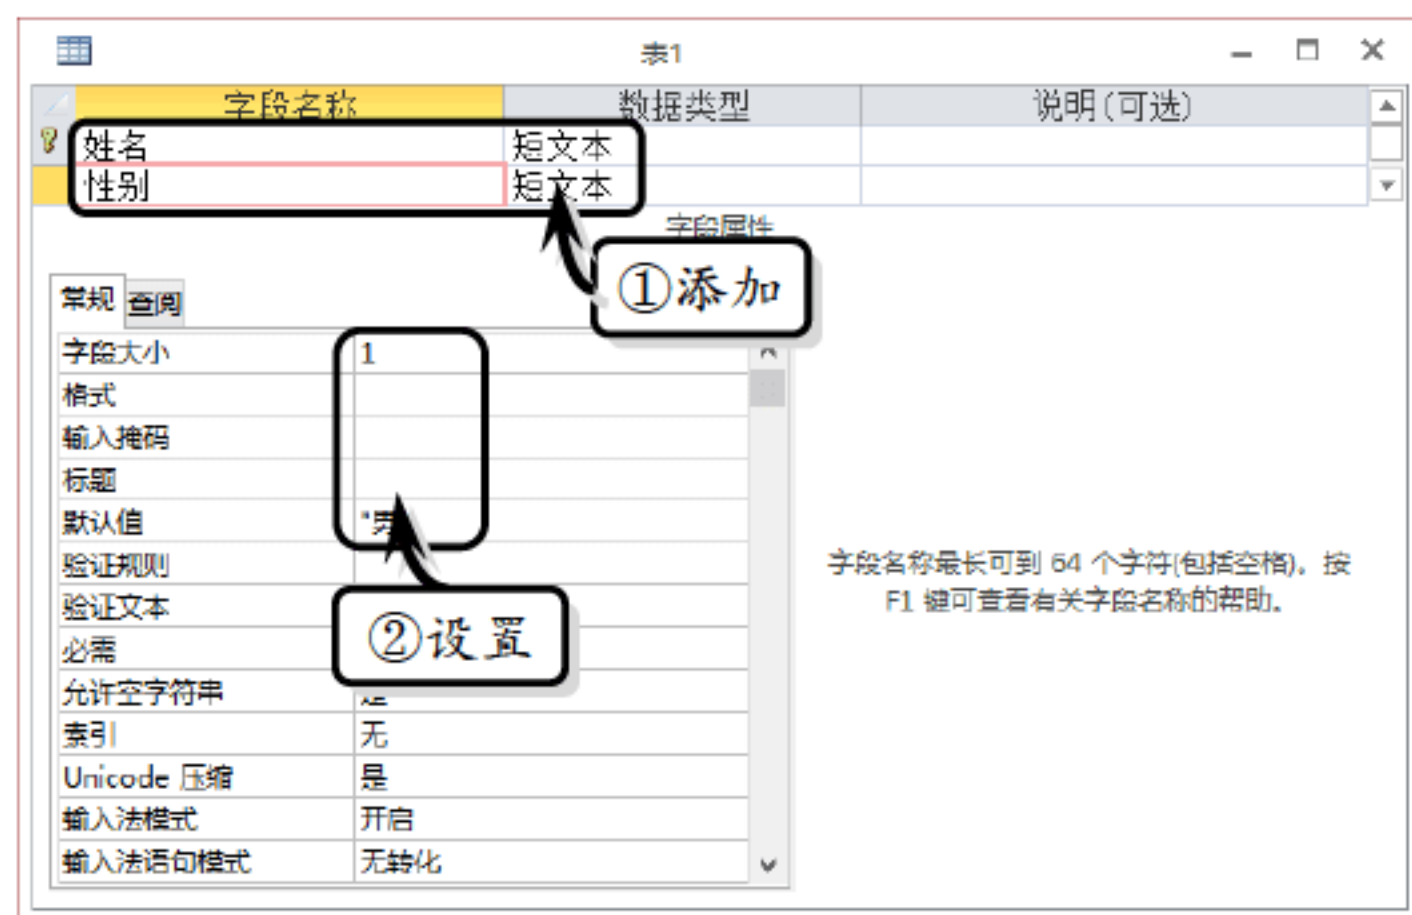 表1
字段名称 数据类型 说明(可选)
姓名 短文本
性别 短文本
字段属性
①添加
常规 查阅
字段大小 1
格式
输入掩码
标题
默认值 "男
验证规则
验证文本
②设置
必需
允许空字符串 是
索引 无
Unicode 压缩 是
输入法模式 开启
输入法语句模式 无转化
字段名称最长可到 64 个字符(包括空格)。按
F1 键可查看有关字段名称的帮助。